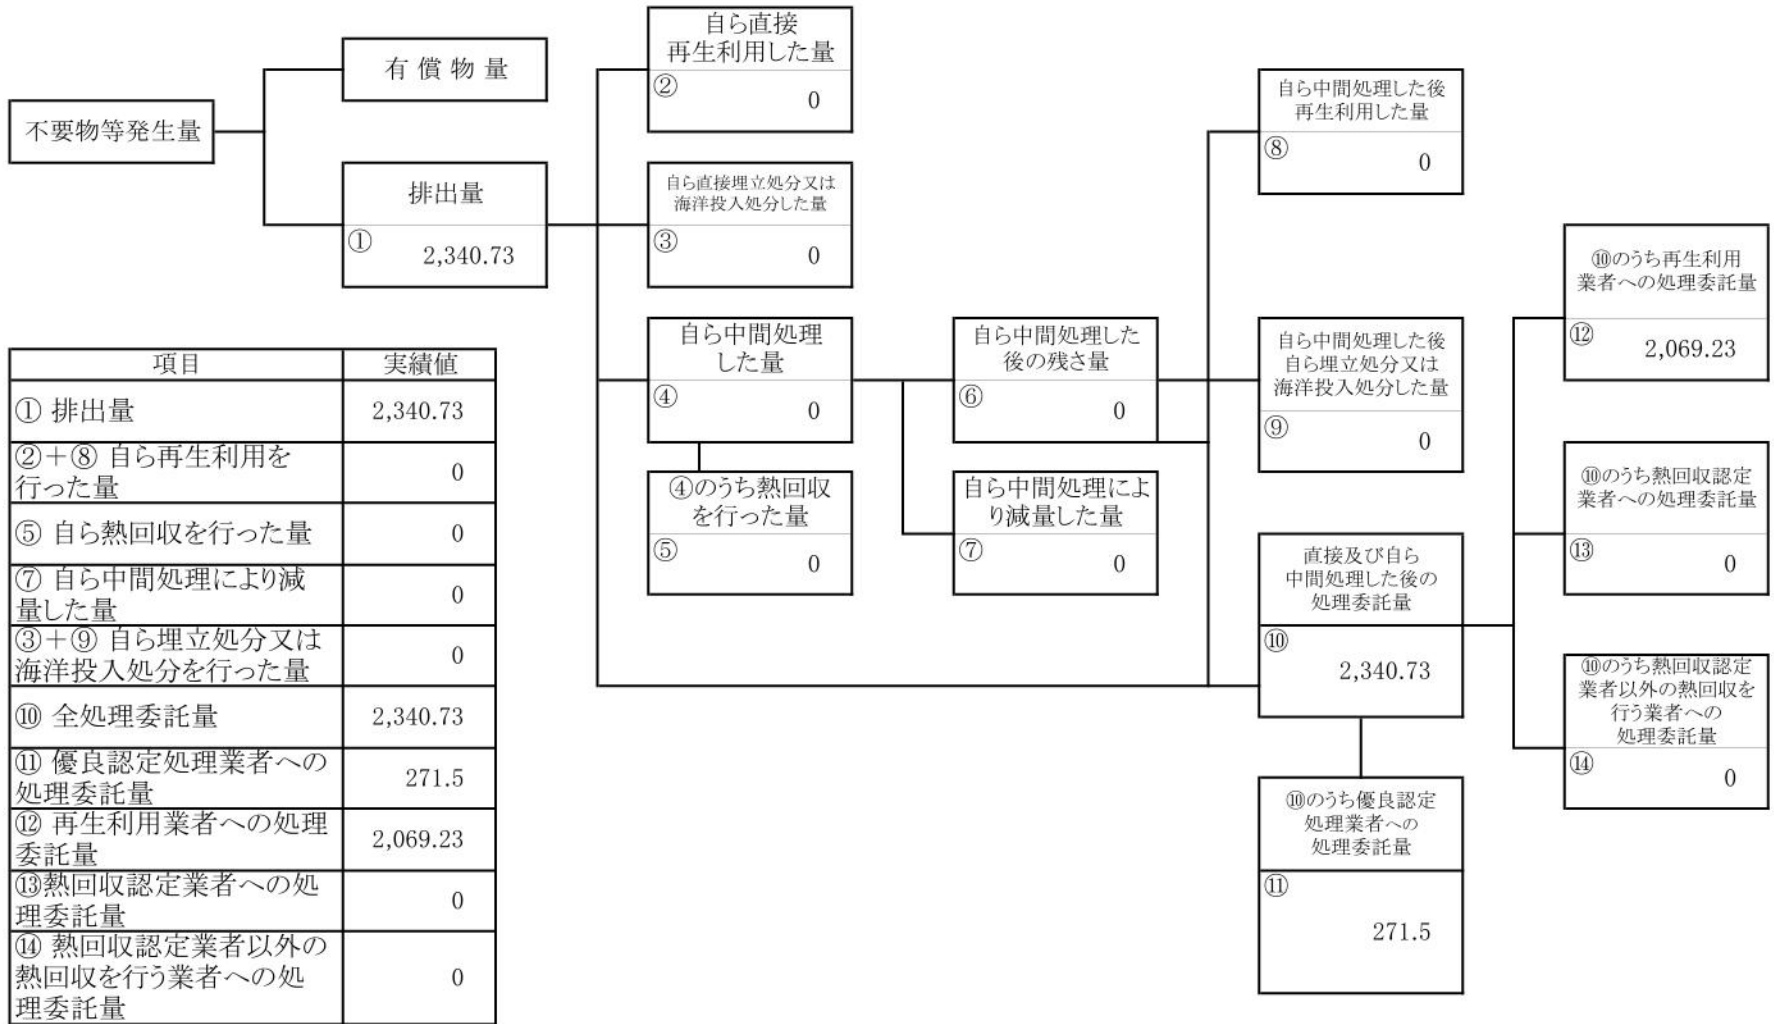 不要物等発生量
有償物量
排出量
①
2,340.73
自ら直接
再生利用した量
②
0
自ら直接埋立処分又は
海洋投入処分した量
③
0
自ら中間処理
した量
④
0
④のうち熱回収
を行った量
⑤
0
自ら中間処理した
後の残さ量
⑥
0
自ら中間処理によ
り減量した量
⑦
0
自ら中間処理した後
再生利用した量
⑧
0
自ら中間処理した後
自ら埋立処分又は
海洋投入処分した量
⑨
0
直接及び自ら
中間処理した後の
処理委託量
⑩
2,340.73
⑩のうち優良認定
処理業者への
処理委託量
⑪
271.5
⑩のうち再生利用
業者への処理委託量
⑫
2,069.23
⑩のうち熱回収認定
業者への処理委託量
⑬
0
⑩のうち熱回収認定
業者以外の熱回収を
行う業者への
処理委託量
⑭
0
項目 実績値
① 排出量 2,340.73
②＋⑧ 自ら再生利用を
行った量 0
⑤ 自ら熱回収を行った量 0
⑦ 自ら中間処理により減
量した量 0
③＋⑨ 自ら埋立処分又は
海洋投入処分を行った量 0
⑩ 全処理委託量 2,340.73
⑪ 優良認定処理業者への
処理委託量 271.5
⑫ 再生利用業者への処理
委託量 2,069.23
⑬熱回収認定業者への処
理委託量 0
⑭ 熱回収認定業者以外の
熱回収を行う業者への処
理委託量 0